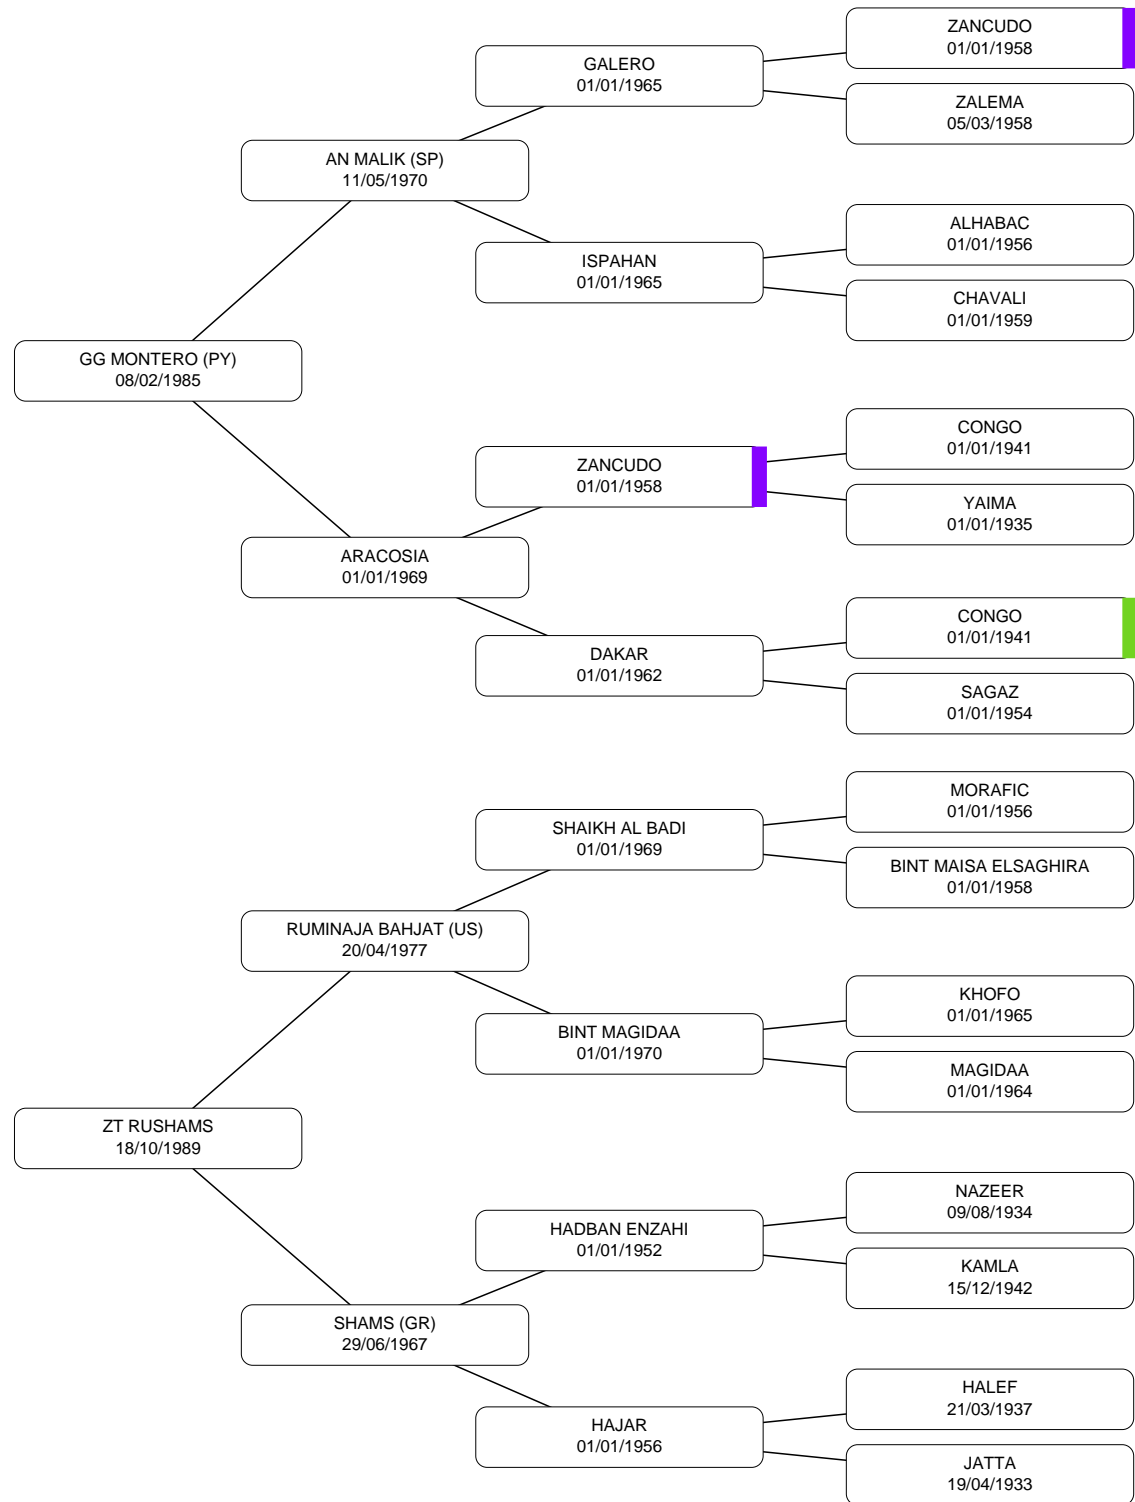 ZANCUDO
01/01/1958
GALERO
01/01/1965
ZALEMA
05/03/1958
AN MALIK (SP)
11/05/1970
ALHABAC
01/01/1956
ISPAHAN
01/01/1965
CHAVALI
01/01/1959
GG MONTERO (PY)
08/02/1985
CONGO
01/01/1941
ZANCUDO
01/01/1958
YAIMA
01/01/1935
ARACOSIA
01/01/1969
CONGO
01/01/1941
DAKAR
01/01/1962
SAGAZ
01/01/1954
MORAFIC
01/01/1956
SHAIKH AL BADI
01/01/1969
BINT MAISA ELSAGHIRA
01/01/1958
RUMINAJA BAHJAT (US)
20/04/1977
KHOFO
01/01/1965
BINT MAGIDAA
01/01/1970
MAGIDAA
01/01/1964
ZT RUSHAMS
18/10/1989
NAZEER
09/08/1934
HADBAN ENZAHI
01/01/1952
KAMLA
15/12/1942
SHAMS (GR)
29/06/1967
HALEF
21/03/1937
HAJAR
01/01/1956
JATTA
19/04/1933